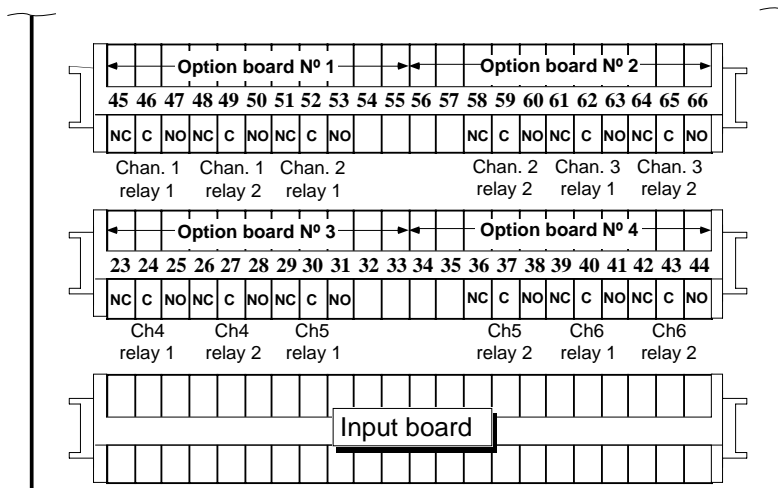 Option board Nº 1 Option board Nº 2
45 46 47 48 49 50 51 52 53 54 55 56 57 58 59 60 61 62 63 64 65 66
NC C NO NC C NO NC C NO NC C NO NC C NO NC C NO
Chan. 1 Chan. 1 Chan. 2 Chan. 2 Chan. 3 Chan. 3
relay 1 relay 2 relay 1 relay 2 relay 1 relay 2
Option board Nº 3 Option board Nº 4
23 24 25 26 27 28 29 30 31 32 33 34 35 36 37 38 39 40 41 42 43 44
NC C NO NC C NO NC C NO NC C NO NC C NO NC C NO
Ch4 Ch4 Ch5 Ch5 Ch6 Ch6
relay 1 relay 2 relay 1 relay 2 relay 1 relay 2
Input board